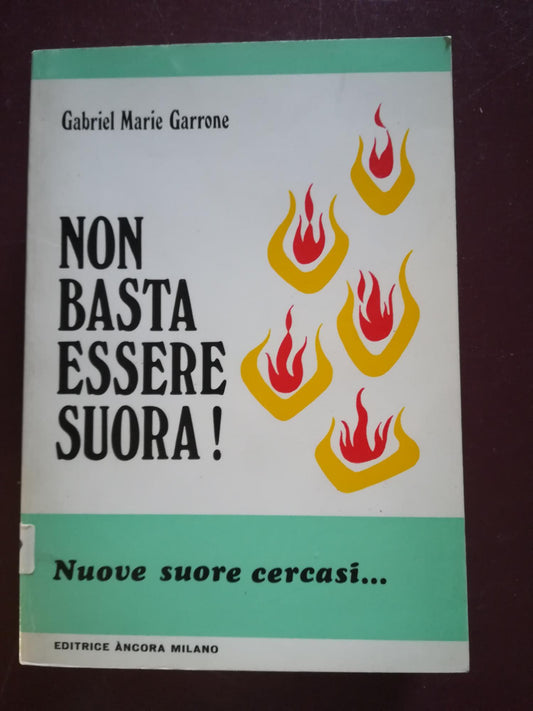 Gabriel Marie Garrone
NON
BASTA
ESSERE
SUORA!
Nuove suore cercasi...
EDITRICE ÀNCORA MILANO